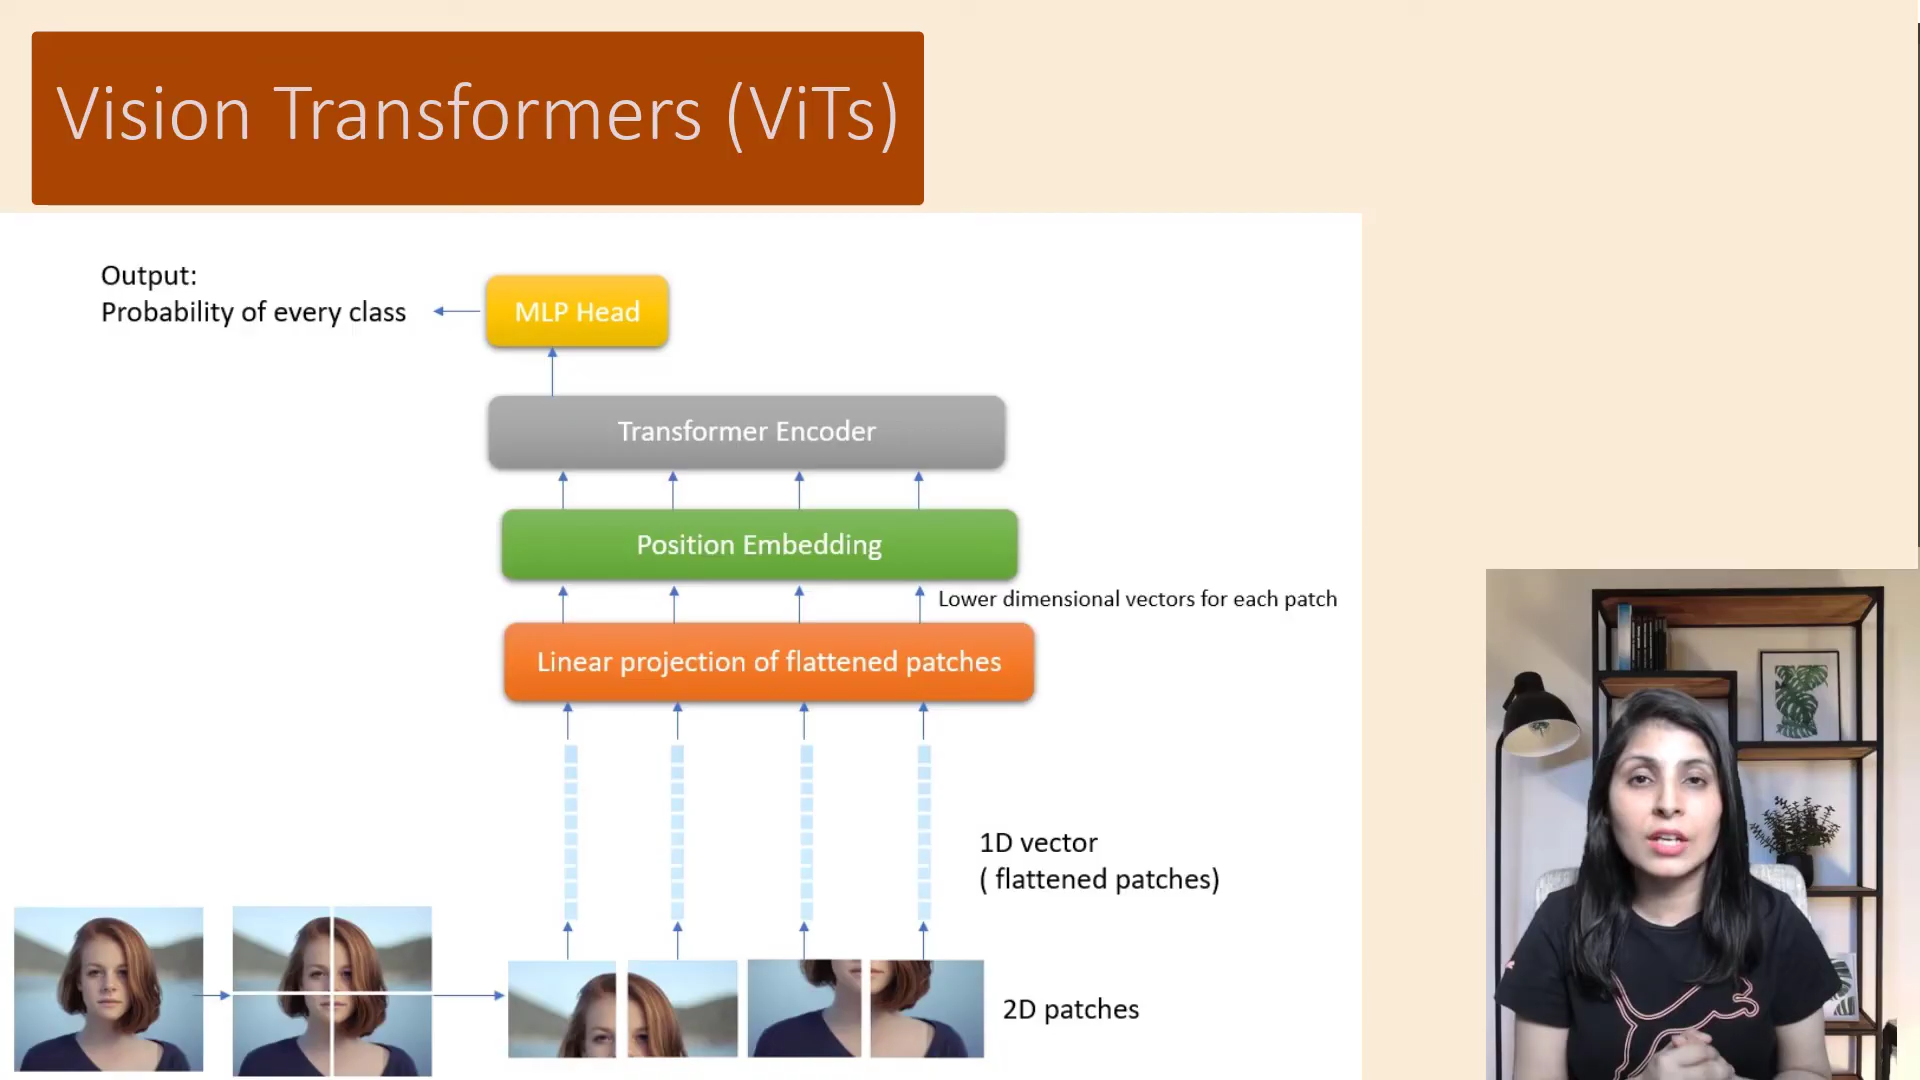 Vision Transformers (ViTs)
Output:
Probability of every class
MLP Head
Transformer Encoder
Position Embedding
Lower dimensional vectors for each patch
Linear projection of flattened patches
1D vector
( flattened patches)
2D patches